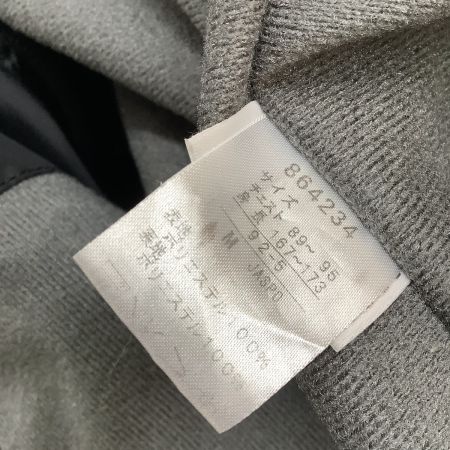 864234
サイズ
チェスト 89～ 95
身長 167～173
92-5
4 M JASPO
表地 ポリエステル100%
裏地 ポリエステル100%